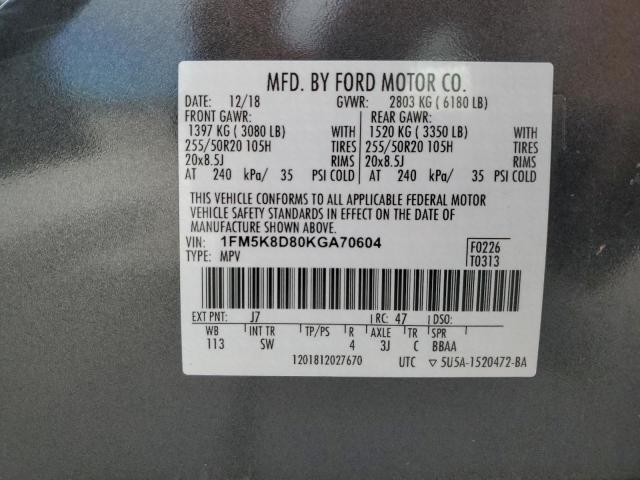 MFD. BY FORD MOTOR CO.
DATE: 12/18 GVWR: 2803 KG ( 6180 LB)
FRONT GAWR: REAR GAWR:
1397 KG ( 3080 LB) WITH 1520 KG ( 3350 LB) WITH
255/50R20 105H TIRES 255/50R20 105H TIRES
20x8.5J RIMS 20x8.5J RIMS
AT 240 kPa/ 35 PSI COLD AT 240 kPa/ 35 PSI COLD
THIS VEHICLE CONFORMS TO ALL APPLICABLE FEDERAL MOTOR
VEHICLE SAFETY STANDARDS IN EFFECT ON THE DATE OF
MANUFACTURE SHOWN ABOVE.
VIN: 1FM5K8D80KGA70604 F0226
TYPE: MPV T0313
EXT PNT: J7 RC: 47 DSO:
WB INT TR TP/PS R AXLE TR SPR
113 SW 4 3J C BBAA
1201812027670 UTC ▽ 5U5A-1520472-BA